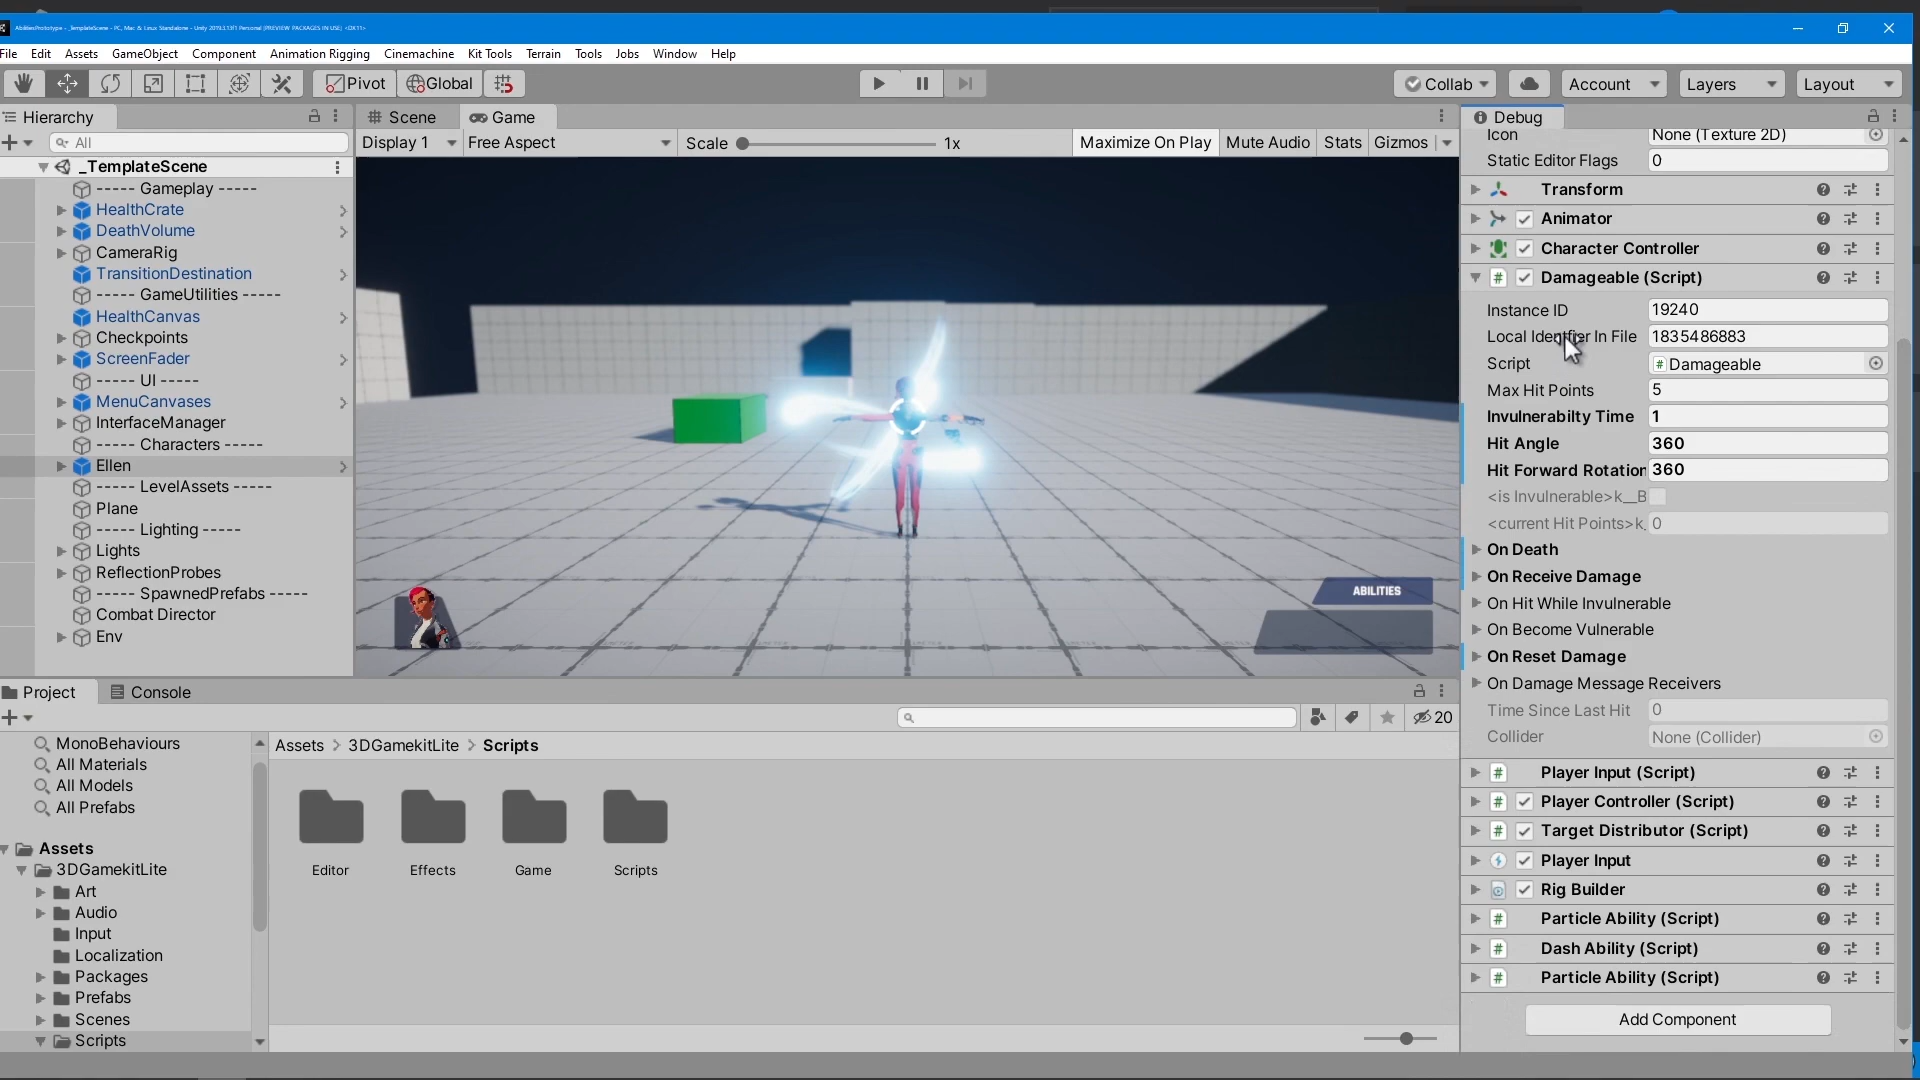 AbilitiesPrototype - _TemplateScene - PC, Mac & Linux Standalone - Unity 2019.3.13f1 Personal [PREVIEW PACKAGES IN USE] <DX11>
File Edit Assets GameObject Component Animation Rigging Cinemachine Kit Tools Terrain Tools Jobs Window Help
Pivot Global Collab Account Layers Layout
Hierarchy
All
_TemplateScene
----- Gameplay -----
HealthCrate
DeathVolume
CameraRig
TransitionDestination
----- GameUtilities -----
HealthCanvas
Checkpoints
ScreenFader
----- UI -----
MenuCanvases
InterfaceManager
----- Characters -----
Ellen
----- LevelAssets -----
Plane
----- Lighting -----
Lights
ReflectionProbes
----- SpawnedPrefabs -----
Combat Director
Env
Scene Game
Display 1 Free Aspect Scale 1x Maximize On Play Mute Audio Stats Gizmos
ABILITIES
Debug
Icon None (Texture 2D)
Static Editor Flags 0
Transform
Animator
Character Controller
Damageable (Script)
Instance ID 19240
Local Identfier In File 1835486883
Script # Damageable
Max Hit Points 5
Invulnerabilty Time 1
Hit Angle 360
Hit Forward Rotation 360
<is Invulnerable>k__B
<current Hit Points>k_ 0
On Death
On Receive Damage
On Hit While Invulnerable
On Become Vulnerable
On Reset Damage
On Damage Message Receivers
Time Since Last Hit 0
Collider None (Collider)
Player Input (Script)
Player Controller (Script)
Target Distributor (Script)
Player Input
Rig Builder
Particle Ability (Script)
Dash Ability (Script)
Particle Ability (Script)
Add Component
Project Console
20
MonoBehaviours
All Materials
All Models
All Prefabs
Assets
3DGamekitLite
Art
Audio
Input
Localization
Packages
Prefabs
Scenes
Scripts
Assets > 3DGamekitLite > Scripts
Editor Effects Game Scripts